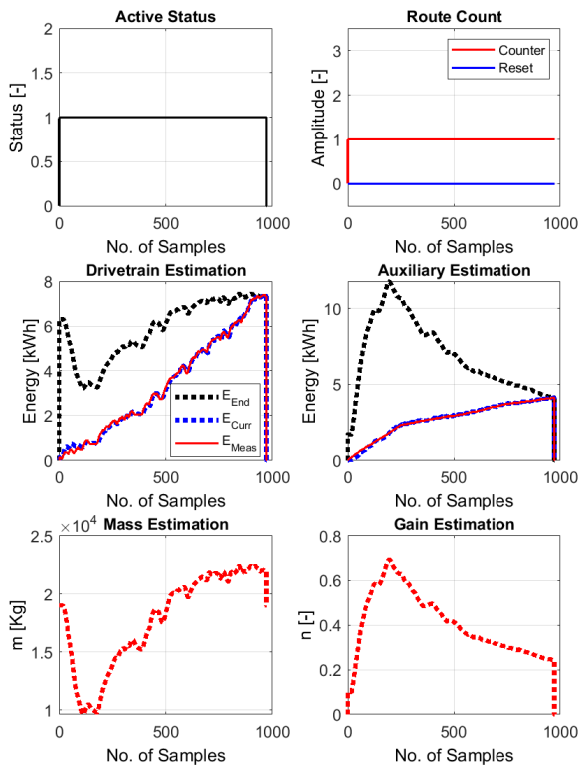 Active Status
Status [-]
2
1.5
1
0.5
0
0
500
1000
No. of Samples
Route Count
Amplitude [-]
3
2
1
0
Counter
Reset
0
500
1000
No. of Samples
Drivetrain Estimation
Energy [kWh]
8
6
4
2
0
E_End
E_Curr
E_Meas
0
500
1000
No. of Samples
Auxiliary Estimation
Energy [kWh]
10
5
0
0
500
1000
No. of Samples
×10^4
Mass Estimation
m [Kg]
2.5
2
1.5
1
0
500
1000
No. of Samples
Gain Estimation
n [-]
0.8
0.6
0.4
0.2
0
0
500
1000
No. of Samples